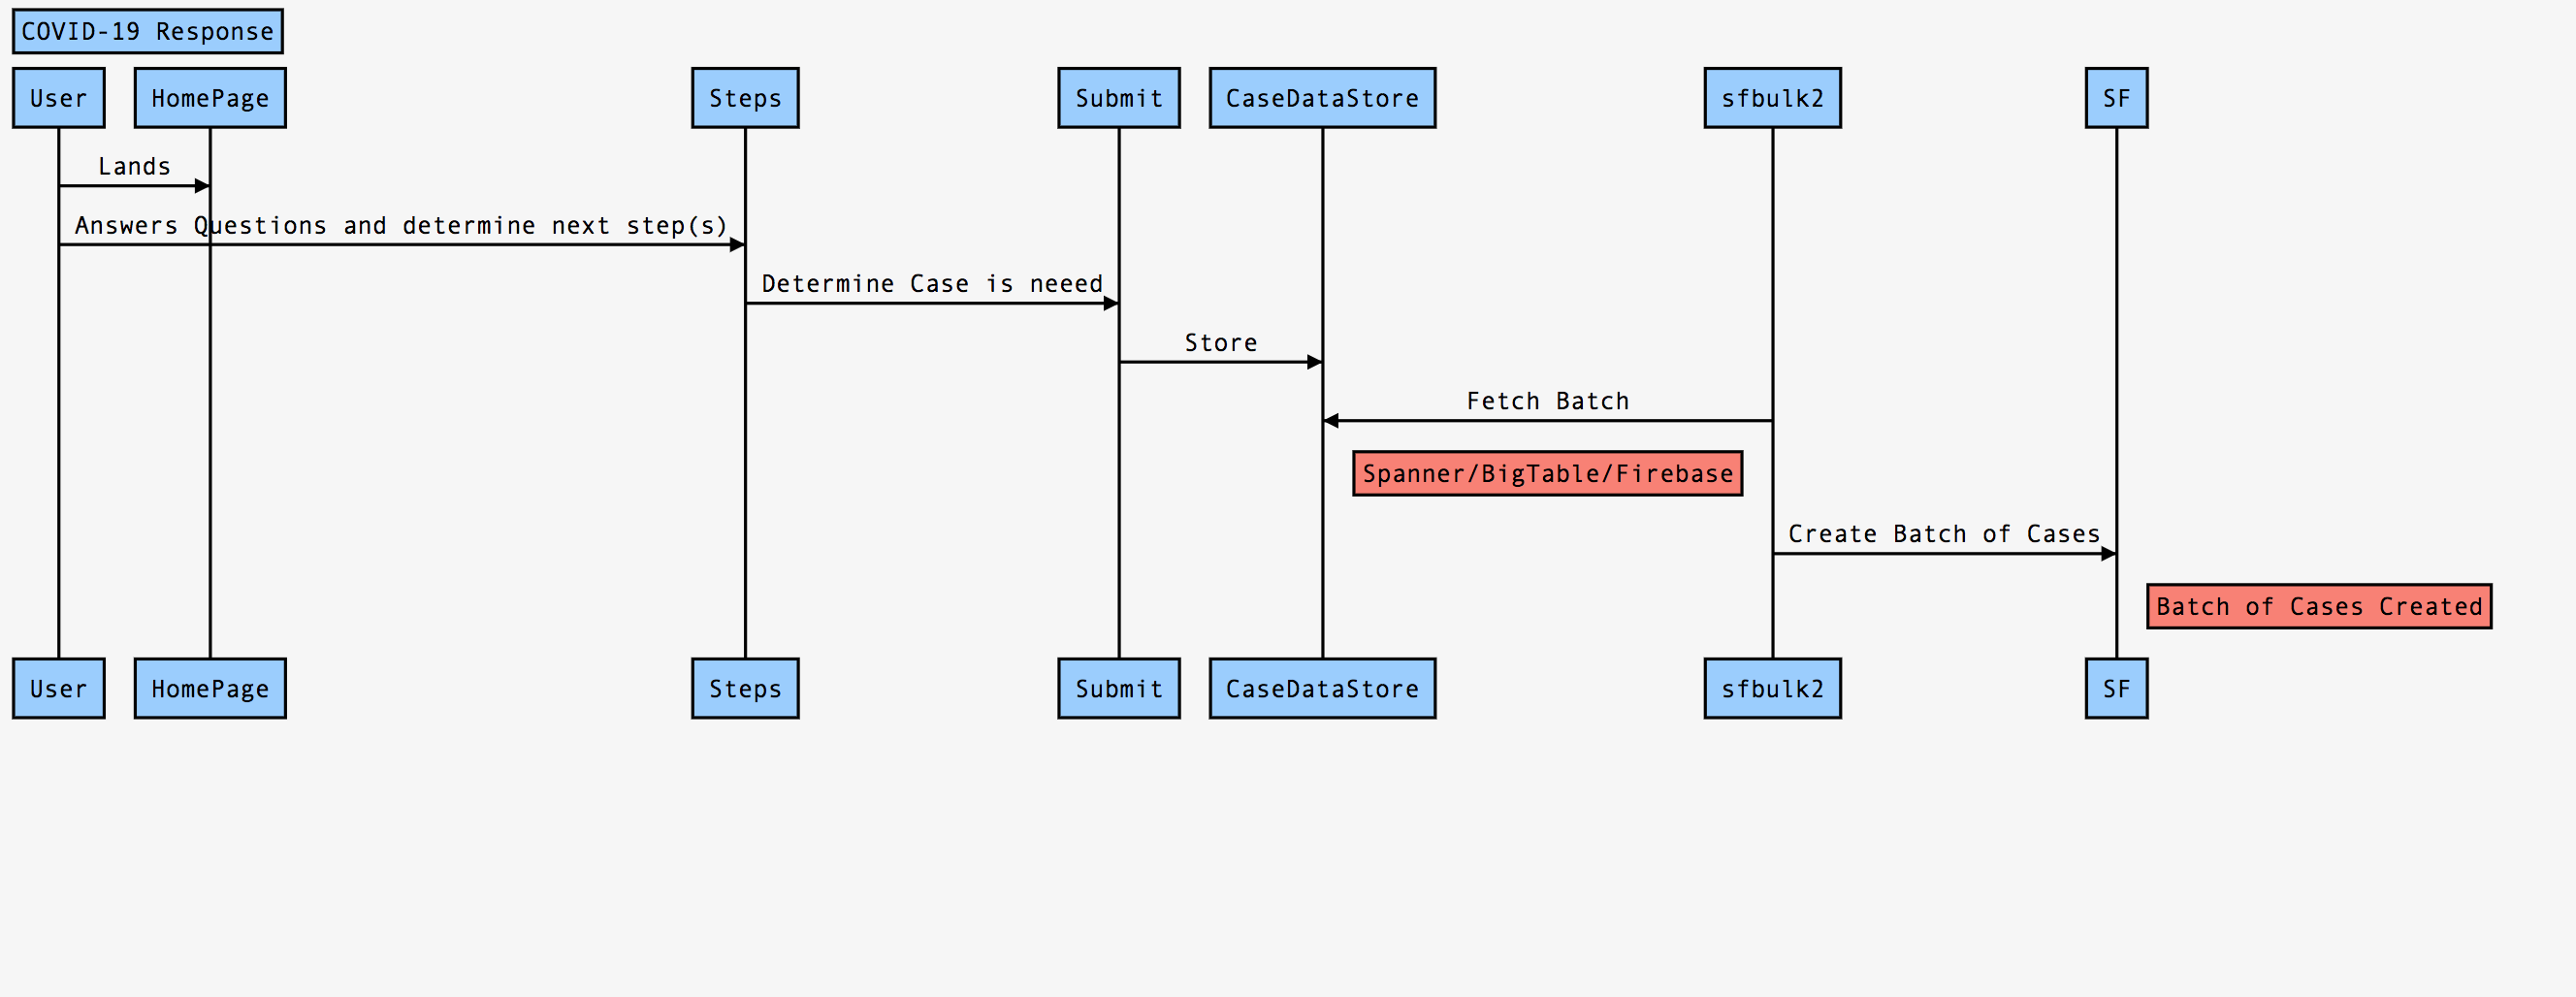 COVID-19 Response
User
HomePage
Steps
Submit
CaseDataStore
sfbulk2
SF
Lands
Answers Questions and determine next step(s)
Determine Case is neeed
Store
Fetch Batch
Spanner/BigTable/Firebase
Create Batch of Cases
Batch of Cases Created
User
HomePage
Steps
Submit
CaseDataStore
sfbulk2
SF